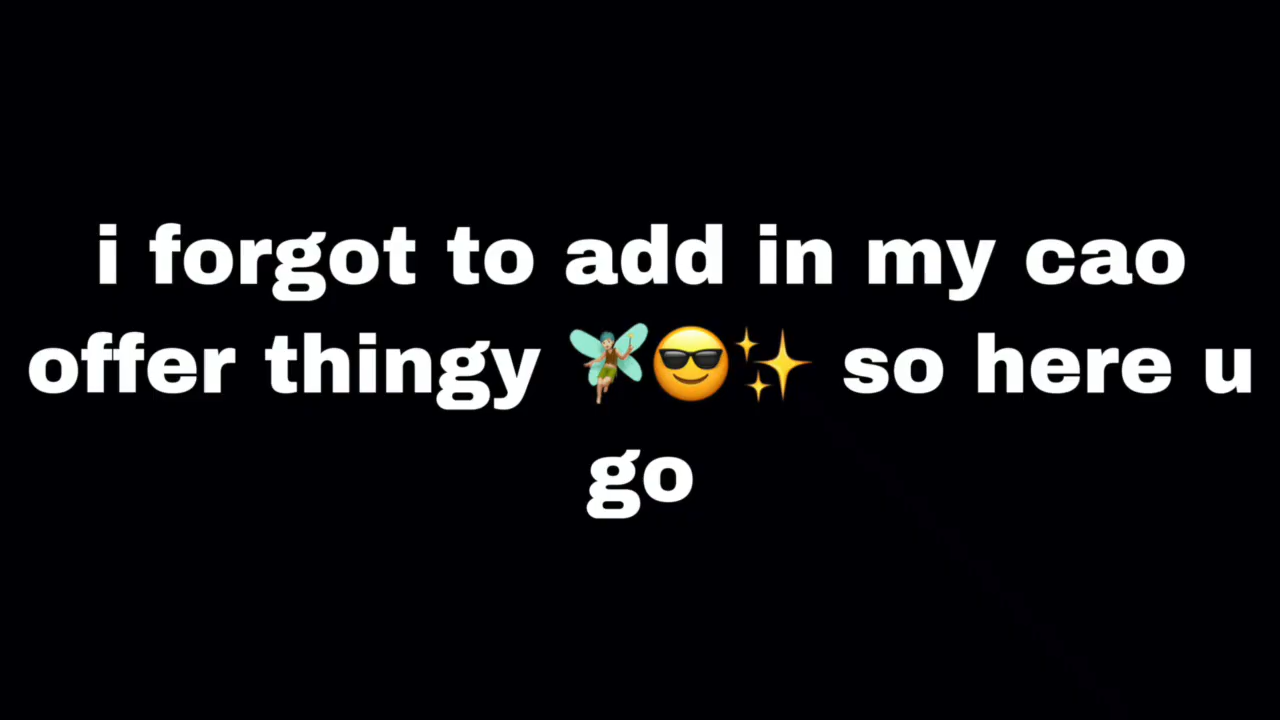 i forgot to add in my cao
offer thingy 🧚😎✨ so here u
go